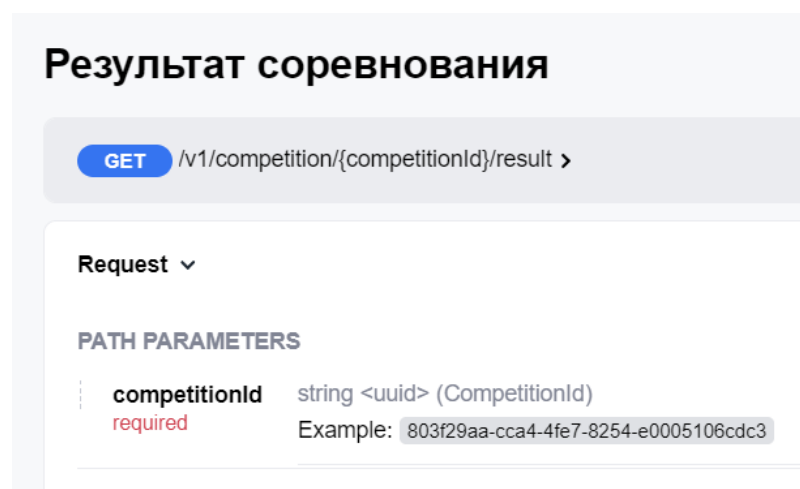 Результат соревнования
GET /v1/competition/{competitionId}/result
Request
PATH PARAMETERS
competitionId string <uuid> (CompetitionId)
required
Example: 803f29aa-cca4-4fe7-8254-e0005106cdc3